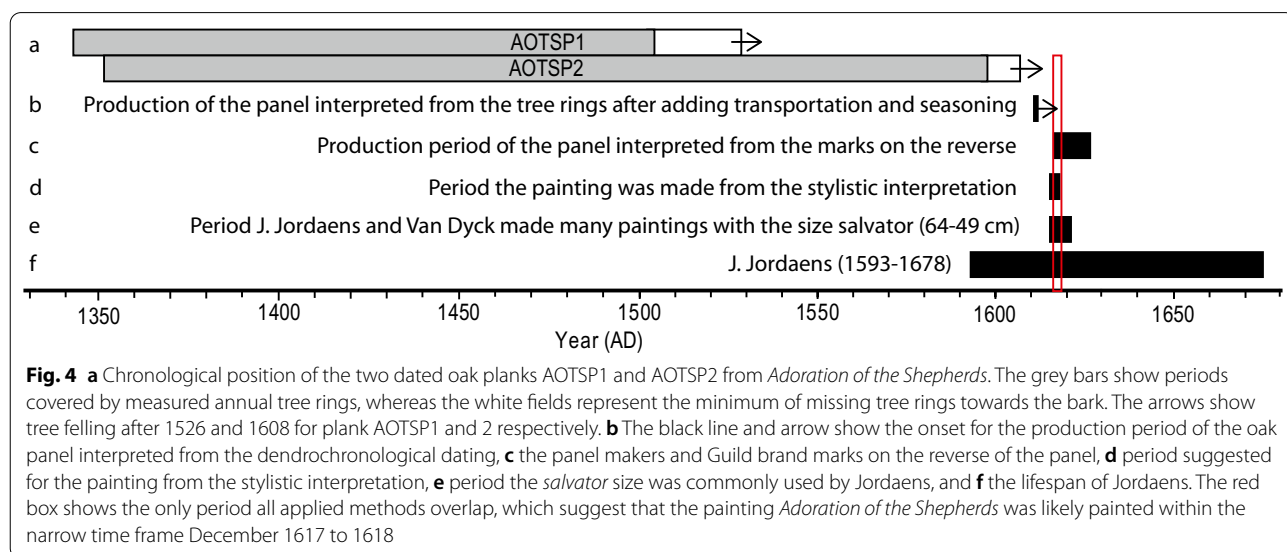 a
AOTSP1
AOTSP2
b Production of the panel interpreted from the tree rings after adding transportation and seasoning
c Production period of the panel interpreted from the marks on the reverse
d Period the painting was made from the stylistic interpretation
e Period J. Jordaens and Van Dyck made many paintings with the size salvator (64-49 cm)
f J. Jordaens (1593-1678)
1350 1400 1450 1500 1550 1600 1650
Year (AD)
Fig. 4 a Chronological position of the two dated oak planks AOTSP1 and AOTSP2 from Adoration of the Shepherds. The grey bars show periods
covered by measured annual tree rings, whereas the white fields represent the minimum of missing tree rings towards the bark. The arrows show
tree felling after 1526 and 1608 for plank AOTSP1 and 2 respectively. b The black line and arrow show the onset for the production period of the oak
panel interpreted from the dendrochronological dating, c the panel makers and Guild brand marks on the reverse of the panel, d period suggested
for the painting from the stylistic interpretation, e period the salvator size was commonly used by Jordaens, and f the lifespan of Jordaens. The red
box shows the only period all applied methods overlap, which suggest that the painting Adoration of the Shepherds was likely painted within the
narrow time frame December 1617 to 1618